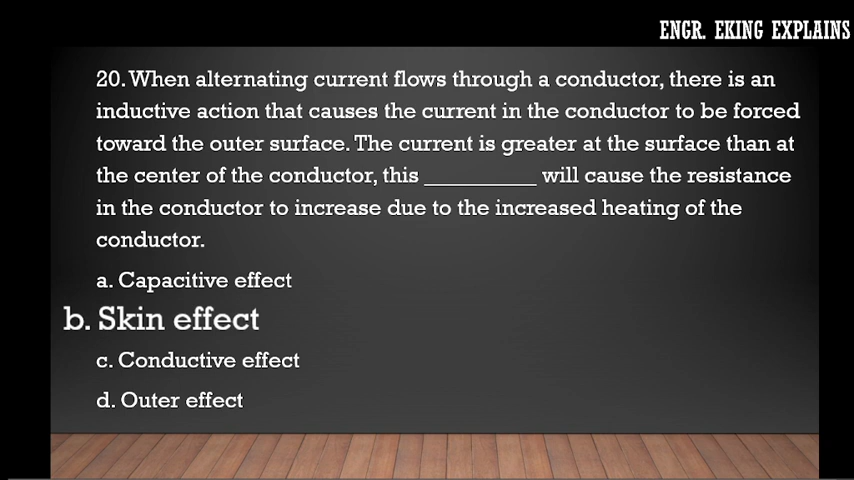 ENGR. EKING EXPLAINS
20. When alternating current flows through a conductor, there is an
inductive action that causes the current in the conductor to be forced
toward the outer surface. The current is greater at the surface than at
the center of the conductor, this __________ will cause the resistance
in the conductor to increase due to the increased heating of the
conductor.
a. Capacitive effect
b. Skin effect
c. Conductive effect
d. Outer effect